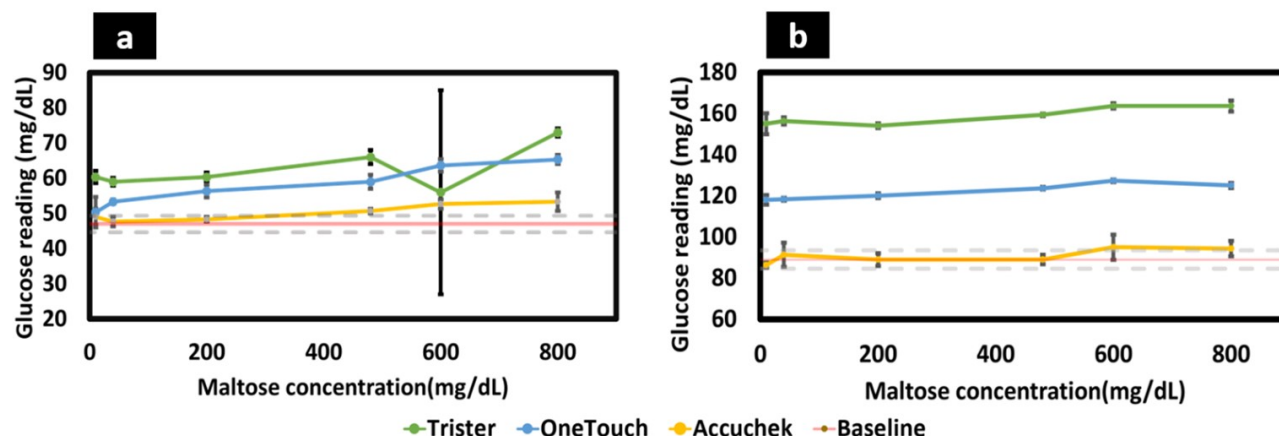 a
b
Glucose reading (mg/dL)
90
80
70
60
50
40
30
20
0
200
400
600
800
Maltose concentration(mg/dL)
Glucose reading (mg/dL)
180
160
140
120
100
80
60
0
200
400
600
800
Maltose concentration(mg/dL)
Trister
OneTouch
Accuchek
Baseline